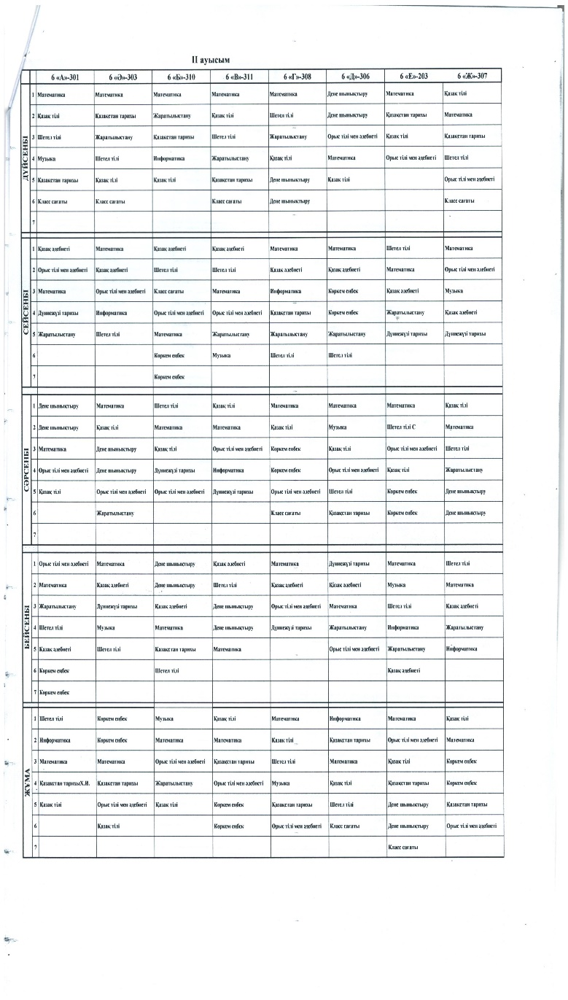 II ауысым
6 «А»-301 6 «Ә»-303 6 «Б»-310 6 «В»-311 6 «Г»-308 6 «Д»-306 6 «Е»-203 6 «Ж»-307
ДҮЙСЕНБІ
1 Математика Математика Математика Математика Математика Дене шынықтыру Математика Қазақ тілі
2 Қазақ тілі Қазақстан тарихы Жаратылыстану Қазақ тілі Шетел тілі Дене шынықтыру Қазақстан тарихы Математика
3 Шетел тілі Жаратылыстану Қазақстан тарихы Шетел тілі Жаратылыстану Орыс тілі мен әдебиеті Қазақ тілі Қазақстан тарихы
4 Музыка Шетел тілі Информатика Жаратылыстану Қазақ тілі Математика Орыс тілі мен әдебиеті Шетел тілі
5 Қазақстан тарихы Қазақ тілі Қазақ тілі Қазақстан тарихы Дене шынықтыру Қазақ тілі Орыс тілі мен әдебиеті
6 Класс сағаты Класс сағаты Класс сағаты Дене шынықтыру Класс сағаты
7
СЕЙСЕНБІ
1 Қазақ әдебиеті Математика Қазақ әдебиеті Қазақ әдебиеті Математика Математика Шетел тілі Математика
2 Орыс тілі мен әдебиеті Қазақ әдебиеті Шетел тілі Шетел тілі Қазақ әдебиеті Қазақ әдебиеті Математика Орыс тілі мен әдебиеті
3 Математика Орыс тілі мен әдебиеті Класс сағаты Математика Информатика Көркем еңбек Қазақ әдебиеті Музыка
4 Дүниежүзі тарихы Информатика Орыс тілі мен әдебиеті Орыс тілі мен әдебиеті Қазақстан тарихы Көркем еңбек Жаратылыстану Қазақ әдебиеті
5 Жаратылыстану Шетел тілі Математика Жаратылыстану Жаратылыстану Жаратылыстану Дүниежүзі тарихы Дүниежүзі тарихы
6 Көркем еңбек Музыка Шетел тілі Шетел тілі
7 Көркем еңбек
СӘРСЕНБІ
1 Дене шынықтыру Математика Шетел тілі Қазақ тілі Математика Математика Математика Қазақ тілі
2 Дене шынықтыру Қазақ тілі Математика Математика Қазақ тілі Музыка Шетел тілі С Математика
3 Математика Дене шынықтыру Қазақ тілі Орыс тілі мен әдебиеті Көркем еңбек Қазақ тілі Орыс тілі мен әдебиеті Шетел тілі
4 Орыс тілі мен әдебиеті Дене шынықтыру Дүниежүзі тарихы Информатика Көркем еңбек Орыс тілі мен әдебиеті Қазақ тілі Жаратылыстану
5 Қазақ тілі Орыс тілі мен әдебиеті Орыс тілі мен әдебиеті Дүниежүзі тарихы Орыс тілі мен әдебиеті Шетел тілі Көркем еңбек Дене шынықтыру
6 Жаратылыстану Класс сағаты Қазақстан тарихы Көркем еңбек Дене шынықтыру
7
БЕЙСЕНБІ
1 Орыс тілі мен әдебиеті Математика Дене шынықтыру Қазақ әдебиеті Математика Дүниежүзі тарихы Математика Шетел тілі
2 Математика Қазақ әдебиеті Дене шынықтыру Шетел тілі Қазақ әдебиеті Қазақ әдебиеті Музыка Математика
3 Жаратылыстану Дүниежүзі тарихы Қазақ әдебиеті Дене шынықтыру Орыс тілі мен әдебиеті Математика Шетел тілі Қазақ әдебиеті
4 Шетел тілі Музыка Математика Дене шынықтыру Дүниежүзі тарихы Жаратылыстану Информатика Жаратылыстану
5 Қазақ әдебиеті Шетел тілі Қазақстан тарихы Математика Орыс тілі мен әдебиеті Жаратылыстану Информатика
6 Көркем еңбек Шетел тілі Қазақ әдебиеті
7 Көркем еңбек
ЖҰМА
1 Шетел тілі Көркем еңбек Музыка Қазақ тілі Математика Информатика Математика Қазақ тілі
2 Информатика Көркем еңбек Математика Математика Қазақ тілі Қазақстан тарихы Орыс тілі мен әдебиеті Математика
3 Математика Математика Орыс тілі мен әдебиеті Қазақстан тарихы Шетел тілі Математика Қазақ тілі Көркем еңбек
4 Қазақстан тарихыХ.И. Қазақстан тарихы Жаратылыстану Орыс тілі мен әдебиеті Музыка Қазақ тілі Қазақстан тарихы Көркем еңбек
5 Қазақ тілі Орыс тілі мен әдебиеті Қазақ тілі Көркем еңбек Қазақстан тарихы Шетел тілі Дене шынықтыру Қазақстан тарихы
6 Қазақ тілі Көркем еңбек Орыс тілі мен әдебиеті Класс сағаты Дене шынықтыру Орыс тілі мен әдебиеті
7 Класс сағаты